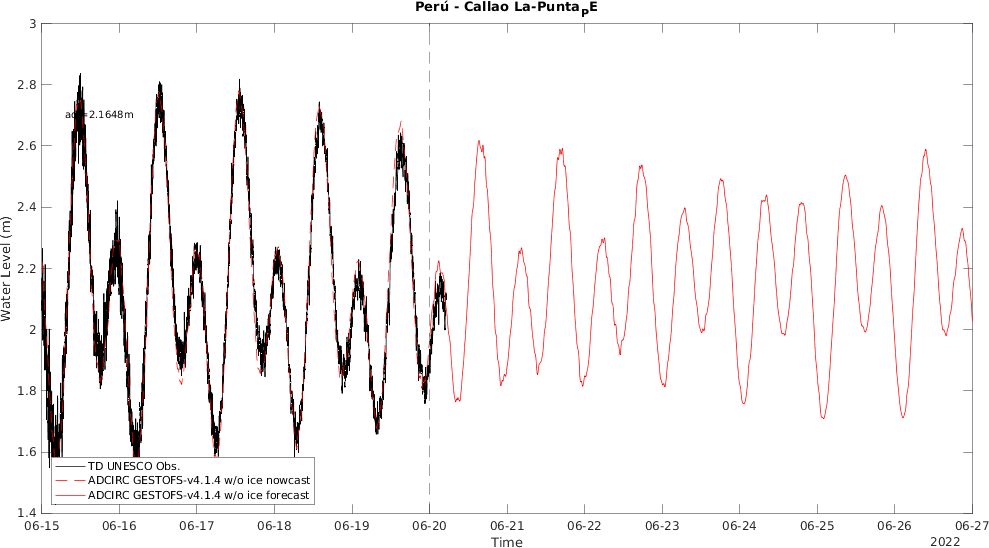 Perú - Callao La-PuntaPE
3
2.8
2.6
2.4
2.2
2
1.8
1.6
1.4
Water Level (m)
=2.1648m
TD UNESCO Obs.
ADCIRC GESTOFS-v4.1.4 w/o ice nowcast
ADCIRC GESTOFS-v4.1.4 w/o ice forecast
06-15 06-16 06-17 06-18 06-19 06-20 06-21 06-22 06-23 06-24 06-25 06-26 06-27
Time
2022